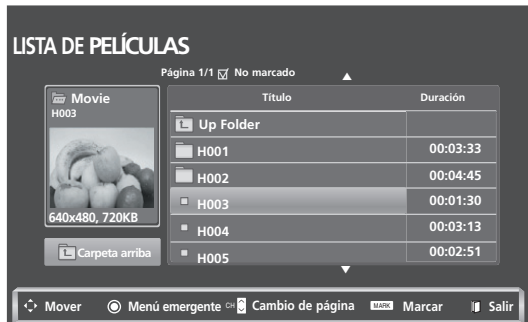 LISTA DE PELÍCULAS
Página 1/1 No marcado
Movie
H003
640x480, 720KB
Carpeta arriba
Título Duración
Up Folder
H001 00:03:33
H002 00:04:45
H003 00:01:30
H004 00:03:13
H005 00:02:51
Mover Menú emergente CH Cambio de página MARK Marcar Salir